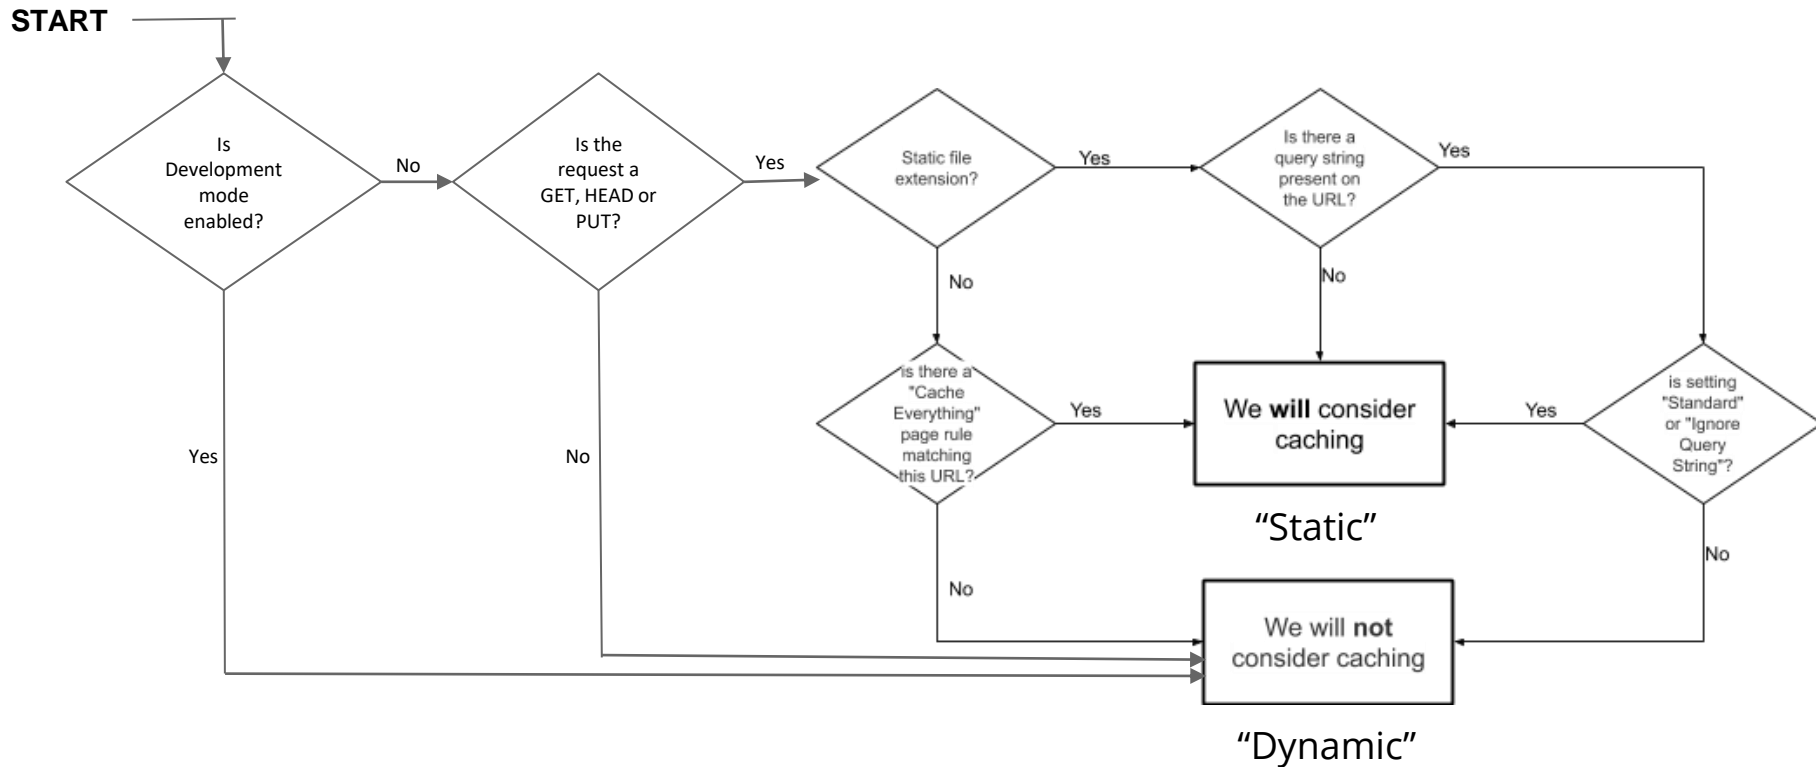 START
Is
Development
mode
enabled?
No
Yes
Is the
request a
GET, HEAD or
PUT?
Yes
No
Static file
extension?
Yes
No
Is there a
query string
present on
the URL?
Yes
No
is there a
"Cache
Everything"
page rule
matching
this URL?
Yes
No
We will consider
caching
“Static”
is setting
"Standard"
or "Ignore
Query
String"?
Yes
No
We will not
consider caching
“Dynamic”